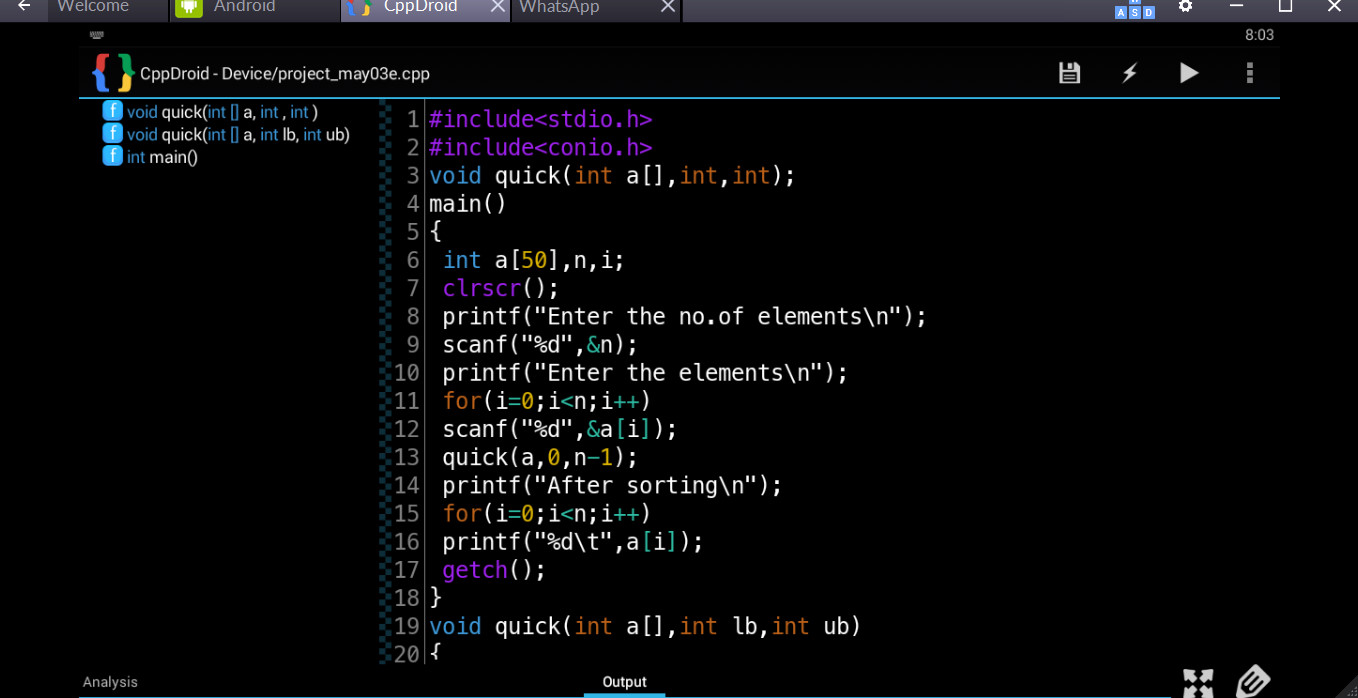 Welcome
Android
CppDroid
WhatsApp
A S D
8:03
CppDroid - Device/project_may03e.cpp
f void quick(int [] a, int , int )
f void quick(int [] a, int lb, int ub)
f int main()
1 #include<stdio.h>
2 #include<conio.h>
3 void quick(int a[],int,int);
4 main()
5 {
6 int a[50],n,i;
7 clrscr();
8 printf("Enter the no.of elements\n");
9 scanf("%d",&n);
10 printf("Enter the elements\n");
11 for(i=0;i<n;i++)
12 scanf("%d",&a[i]);
13 quick(a,0,n-1);
14 printf("After sorting\n");
15 for(i=0;i<n;i++)
16 printf("%d\t",a[i]);
17 getch();
18 }
19 void quick(int a[],int lb,int ub)
20 {
Analysis
Output